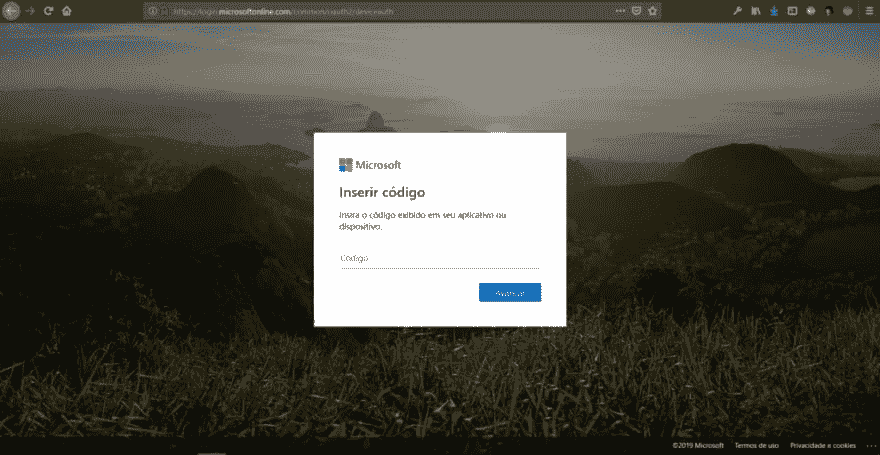 https://login.microsoftonline.com/common/oauth2/deviceauth
Microsoft
Inserir código
Insira o código exibido em seu aplicativo ou
dispositivo.
Código
Avançar
©2019 Microsoft Termos de uso Privacidade e cookies ...